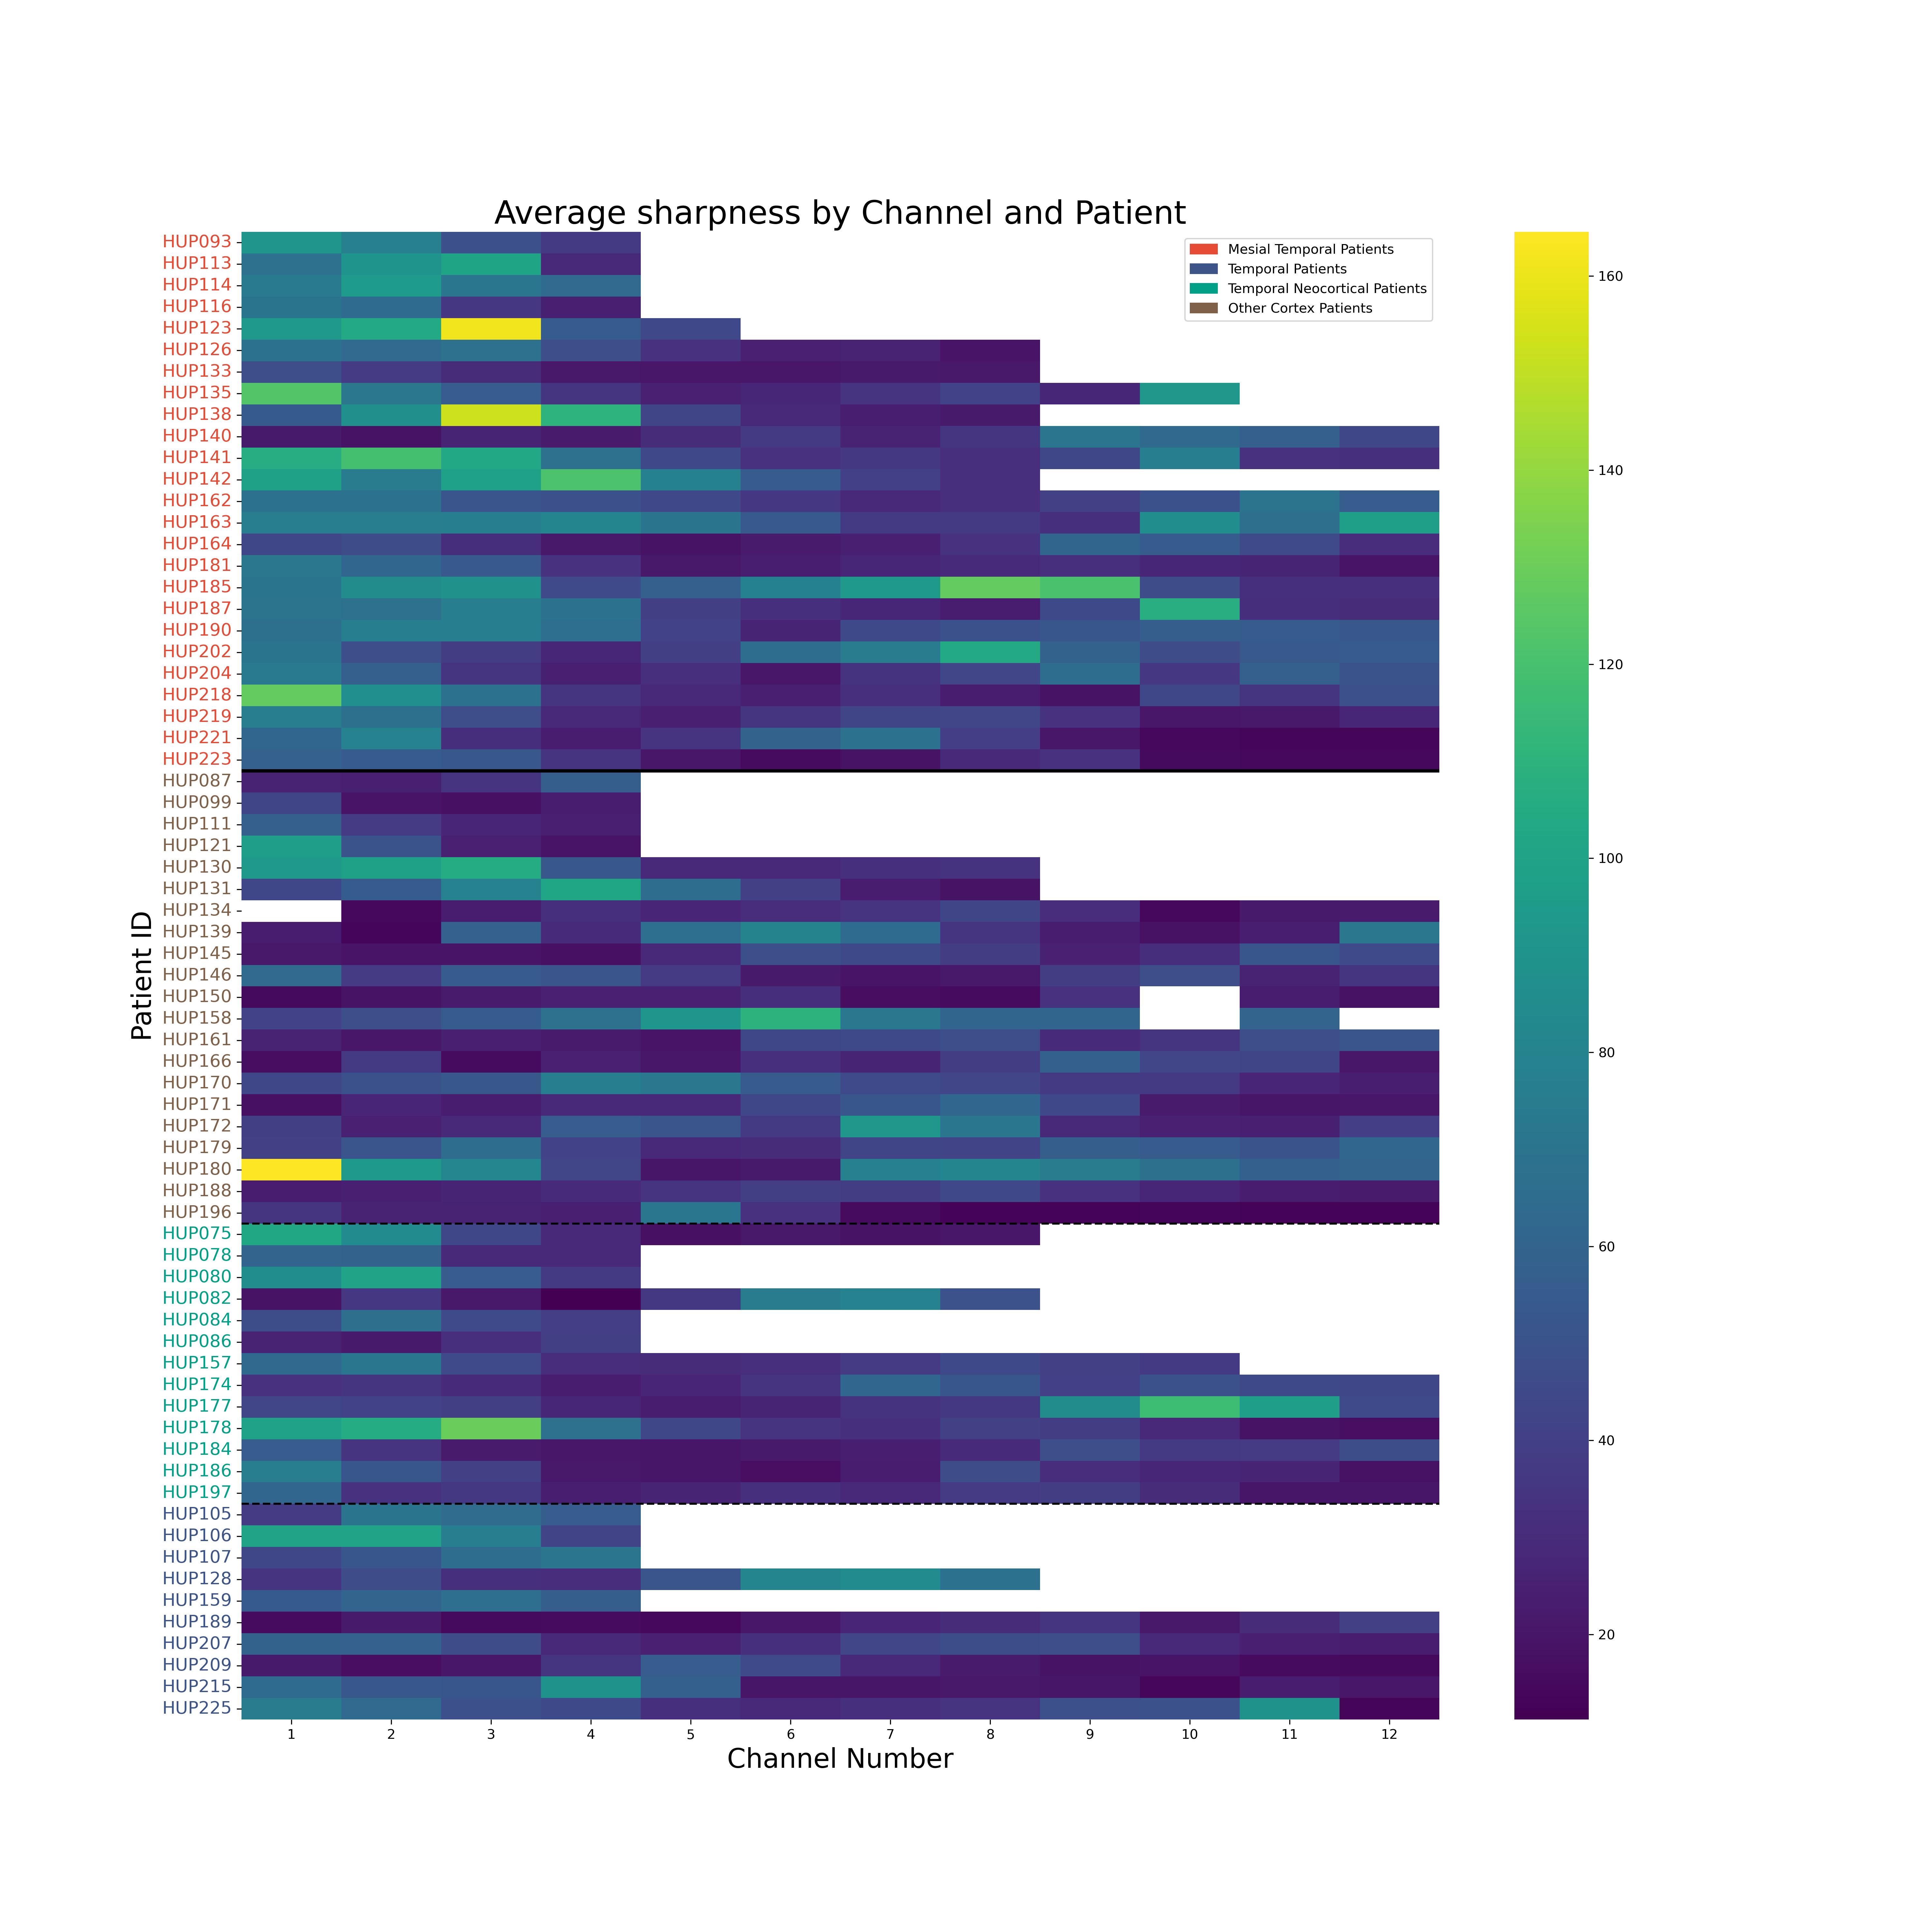 Average sharpness by Channel and Patient
Mesial Temporal Patients
Temporal Patients
Temporal Neocortical Patients
Other Cortex Patients
Patient ID
HUP093
HUP113
HUP114
HUP116
HUP123
HUP126
HUP133
HUP135
HUP138
HUP140
HUP141
HUP142
HUP162
HUP163
HUP164
HUP181
HUP185
HUP187
HUP190
HUP202
HUP204
HUP218
HUP219
HUP221
HUP223
HUP087
HUP099
HUP111
HUP121
HUP130
HUP131
HUP134
HUP139
HUP145
HUP146
HUP150
HUP158
HUP161
HUP166
HUP170
HUP171
HUP172
HUP179
HUP180
HUP188
HUP196
HUP075
HUP078
HUP080
HUP082
HUP084
HUP086
HUP157
HUP174
HUP177
HUP178
HUP184
HUP186
HUP197
HUP105
HUP106
HUP107
HUP128
HUP159
HUP189
HUP207
HUP209
HUP215
HUP225
1 2 3 4 5 6 7 8 9 10 11 12
Channel Number
160
140
120
100
80
60
40
20